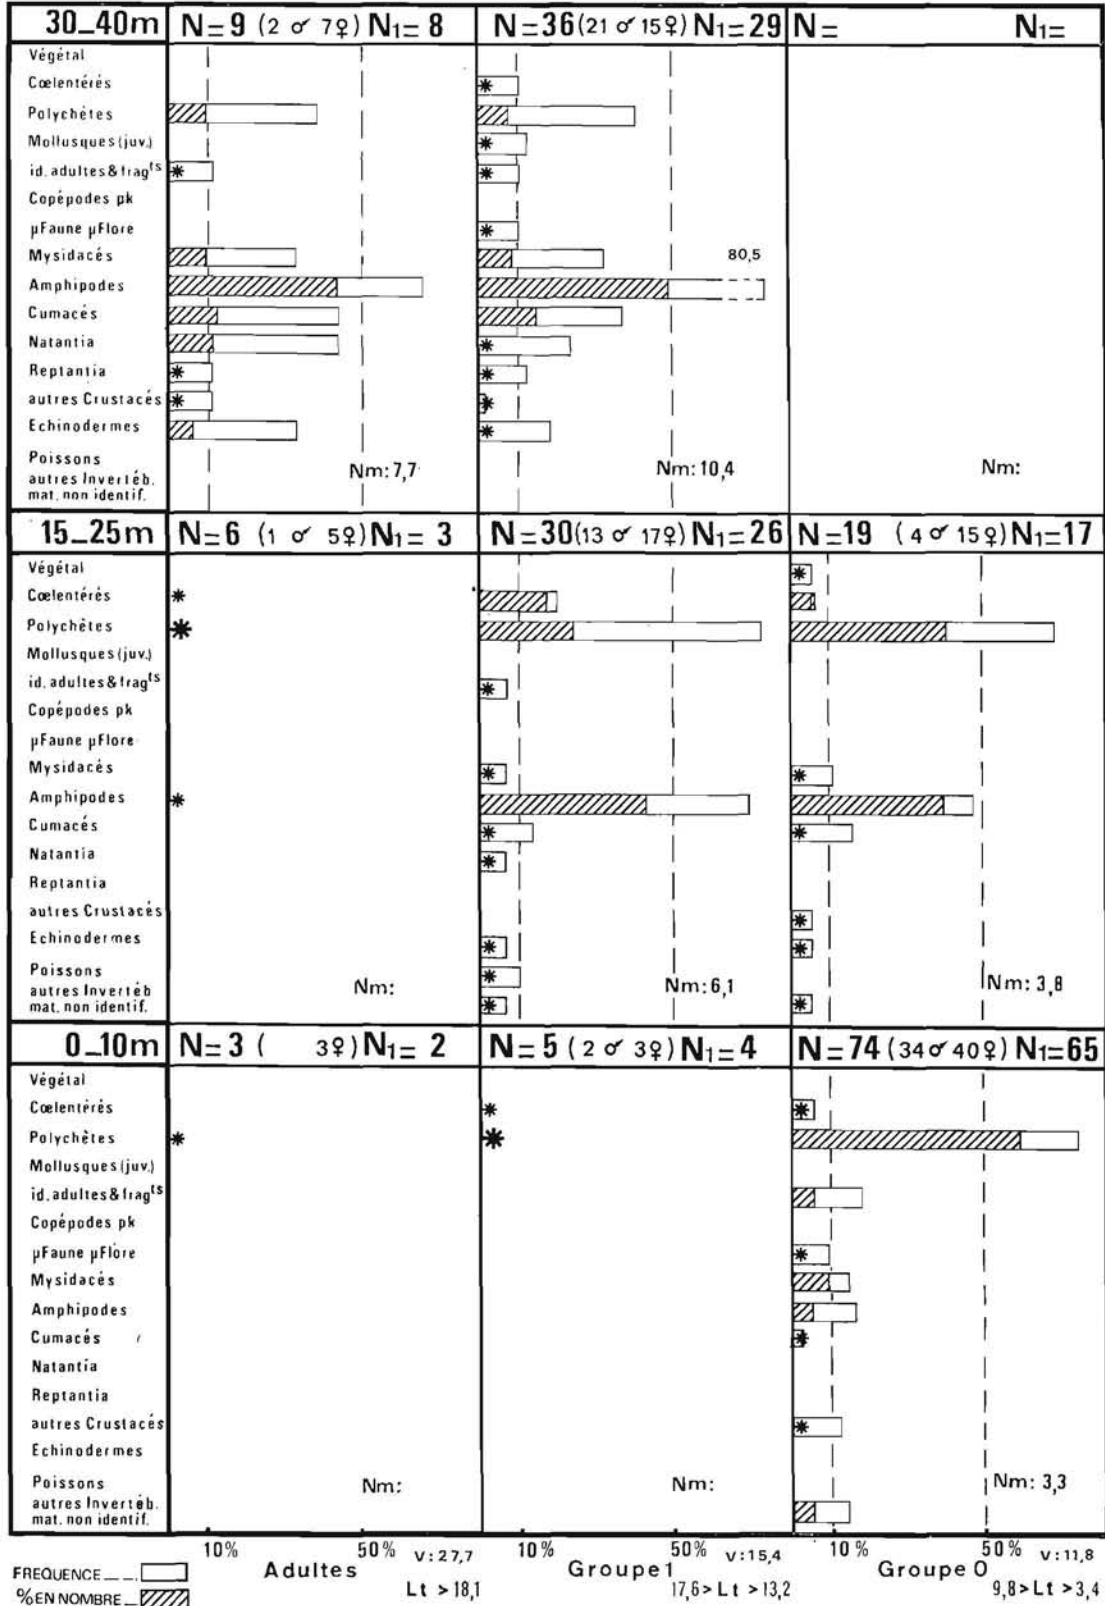 30_40m N=9 (2 ♂ 7♀) N1=8 N=36(21 ♂ 15♀) N1=29 N= N1=
Végétal
Cœlentérés
Polychètes
Mollusques(juv.)
id. adultes & fragts
Copépodes pk
µFaune µFlore
Mysidacés 80,5
Amphipodes
Cumacés
Natantia
Reptantia
autres Crustacés
Echinodermes
Poissons Nm:7,7 Nm:10,4 Nm:
autres Invertéb.
mat. non identif.
15_25m N=6 (1 ♂ 5♀) N1=3 N=30(13 ♂ 17♀) N1=26 N=19 (4 ♂ 15♀) N1=17
Végétal
Cœlentérés
Polychètes
Mollusques(juv.)
id. adultes & fragts
Copépodes pk
µFaune µFlore
Mysidacés
Amphipodes
Cumacés
Natantia
Reptantia
autres Crustacés
Echinodermes
Poissons
autres Invertéb Nm: Nm:6,1 Nm:3,8
mat. non identif.
0_10m N=3 ( 3♀) N1=2 N=5 (2 ♂ 3♀) N1=4 N=74 (34♂ 40♀) N1=65
Végétal
Cœlentérés
Polychètes
Mollusques(juv.)
id. adultes & fragts
Copépodes pk
µFaune µFlore
Mysidacés
Amphipodes
Cumacés
Natantia
Reptantia
autres Crustacés
Echinodermes
Poissons Nm: Nm: Nm:3,3
autres Invertéb.
mat. non identif.
10% 50% v:27,7 10% 50% v:15,4 10% 50% v:11,8
FREQUENCE Adultes Groupe1 Groupe0
%EN NOMBRE Lt > 18,1 17,6 > Lt > 13,2 9,8 > Lt > 3,4